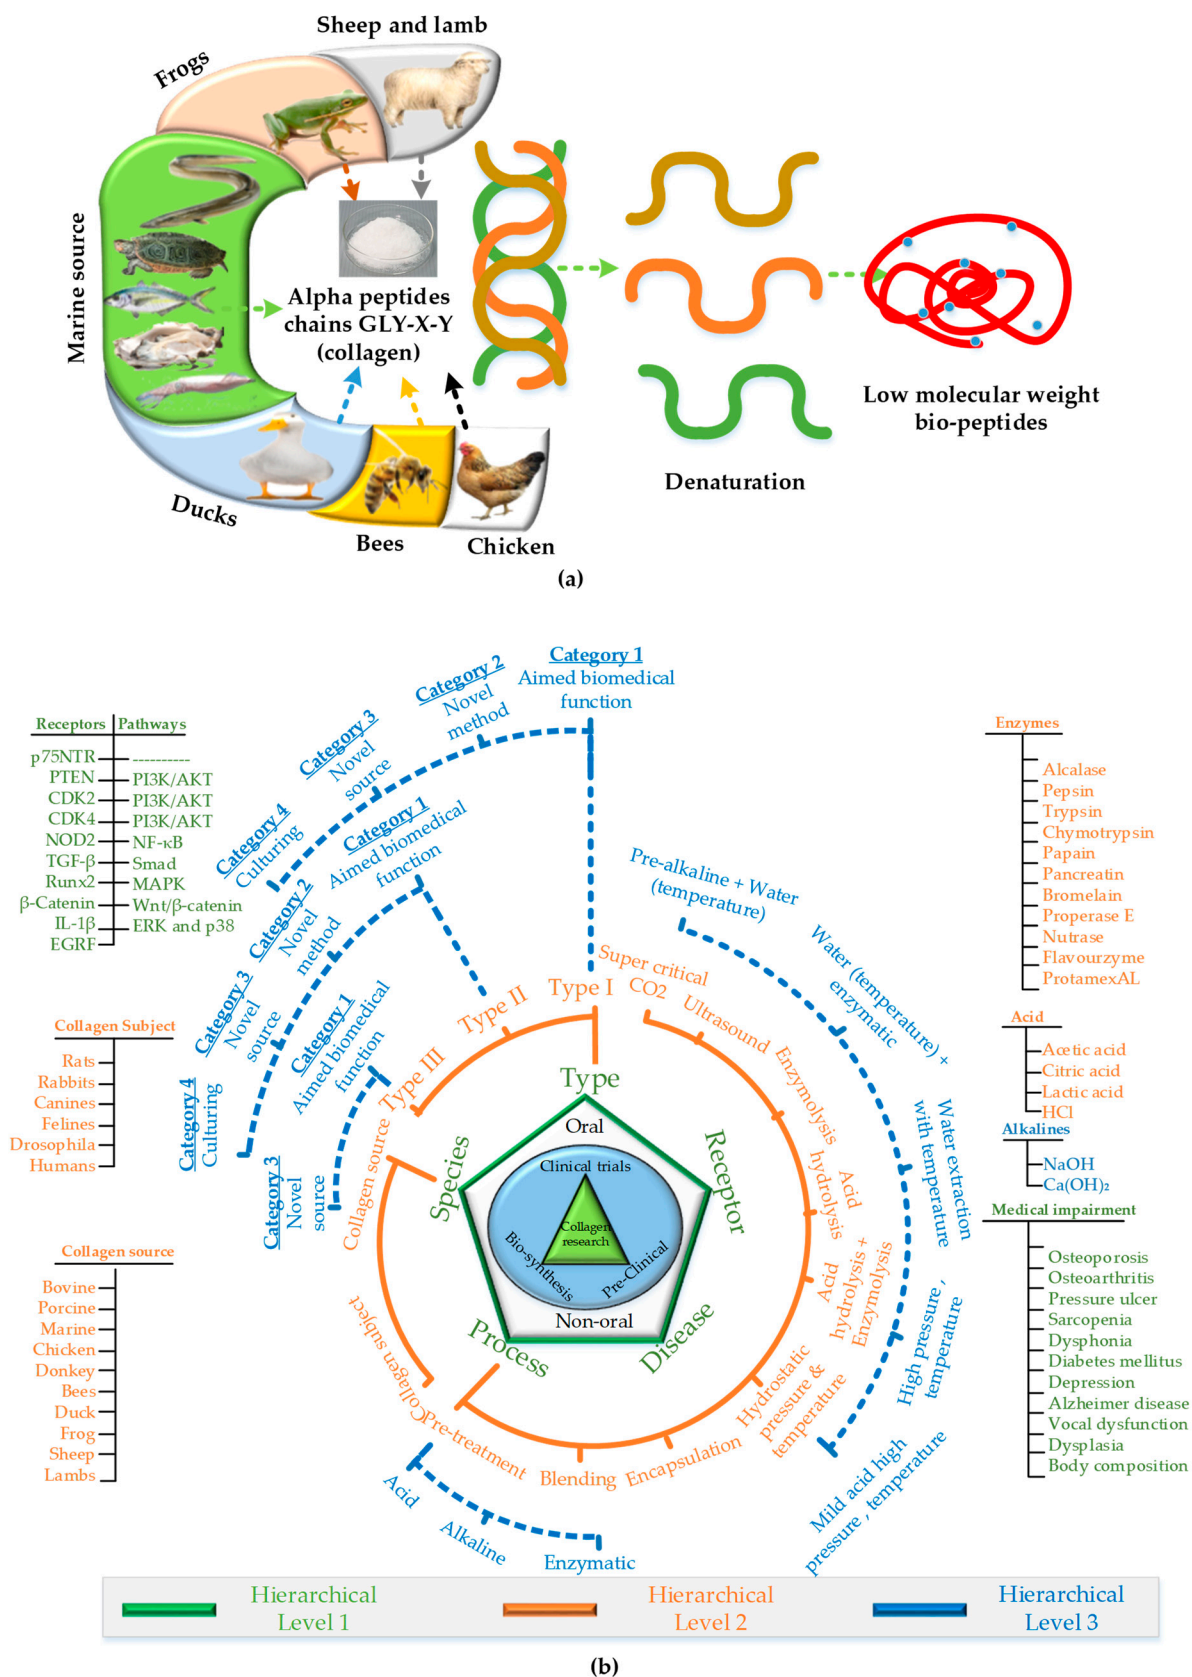 Sheep and lamb
Frogs
Marine source
Alpha peptides
chains GLY-X-Y
(collagen)
Low molecular weight
bio-peptides
Denaturation
Ducks
Bees
Chicken
(a)
Category 1
Aimed biomedical
function
Category 2
Novel
method
Category 3
Novel
source
Category 4
Culturing
Category 1
Aimed biomedical
function
Category 2
Novel
method
Category 3
Novel
source
Category 4
Culturing
Category 1
Aimed biomedical
function
Category 3
Novel
source
Receptors Pathways
p75NTR ----------
PTEN PI3K/AKT
CDK2 PI3K/AKT
CDK4 PI3K/AKT
NOD2 NF-κB
TGF-β Smad
Runx2 MAPK
β-Catenin Wnt/β-catenin
IL-1β ERK and p38
EGRF
Collagen Subject
Rats
Rabbits
Canines
Felines
Drosophila
Humans
Collagen source
Bovine
Porcine
Marine
Chicken
Donkey
Bees
Duck
Frog
Sheep
Lambs
Type I
Type II
Type III
Type
Species
Receptor
Process
Disease
Oral
Clinical trials
Collagen
research
Bio-synthesis
Pre-Clinical
Non-oral
Collagen source
Collagen subject
Super critical
CO2
Ultrasound
Enzymolysis
Acid
hydrolysis
Acid
hydrolysis +
Enzymolysis
Hydrostatic
pressure &
temperature
Encapsulation
Blending
Pre-treatment
Acid
Alkaline
Enzymatic
Pre-alkaline + Water
(temperature)
Water (temperature) +
enzymatic
Water extraction
with temperature
High pressure ,
temperature
Mild acid high
pressure , temperature
Enzymes
Alcalase
Pepsin
Trypsin
Chymotrypsin
Papain
Pancreatin
Bromelain
Properase E
Nutrase
Flavourzyme
ProtamexAL
Acid
Acetic acid
Citric acid
Lactic acid
HCl
Alkalines
NaOH
Ca(OH)₂
Medical impairment
Osteoporosis
Osteoarthritis
Pressure ulcer
Sarcopenia
Dysphonia
Diabetes mellitus
Depression
Alzheimer disease
Vocal dysfunction
Dysplasia
Body composition
Hierarchical
Level 1
Hierarchical
Level 2
Hierarchical
Level 3
(b)